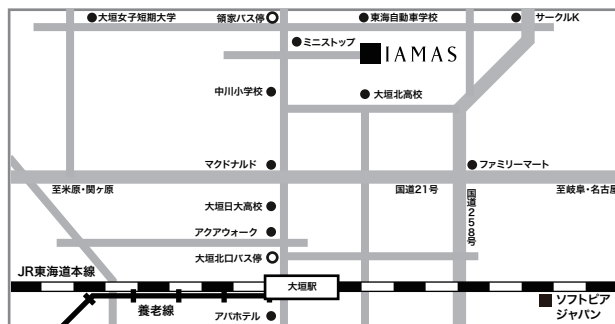 大垣女子短期大学
領家バス停
東海自動車学校
サークルK
ミニストップ
IAMAS
中川小学校
大垣北高校
マクドナルド
ファミリーマート
至米原・関ヶ原
国道21号
至岐阜・名古屋
国道258号
大垣日大高校
アクアウォーク
大垣北口バス停
JR東海道本線
大垣駅
養老線
アパホテル
ソフトピア
ジャパン